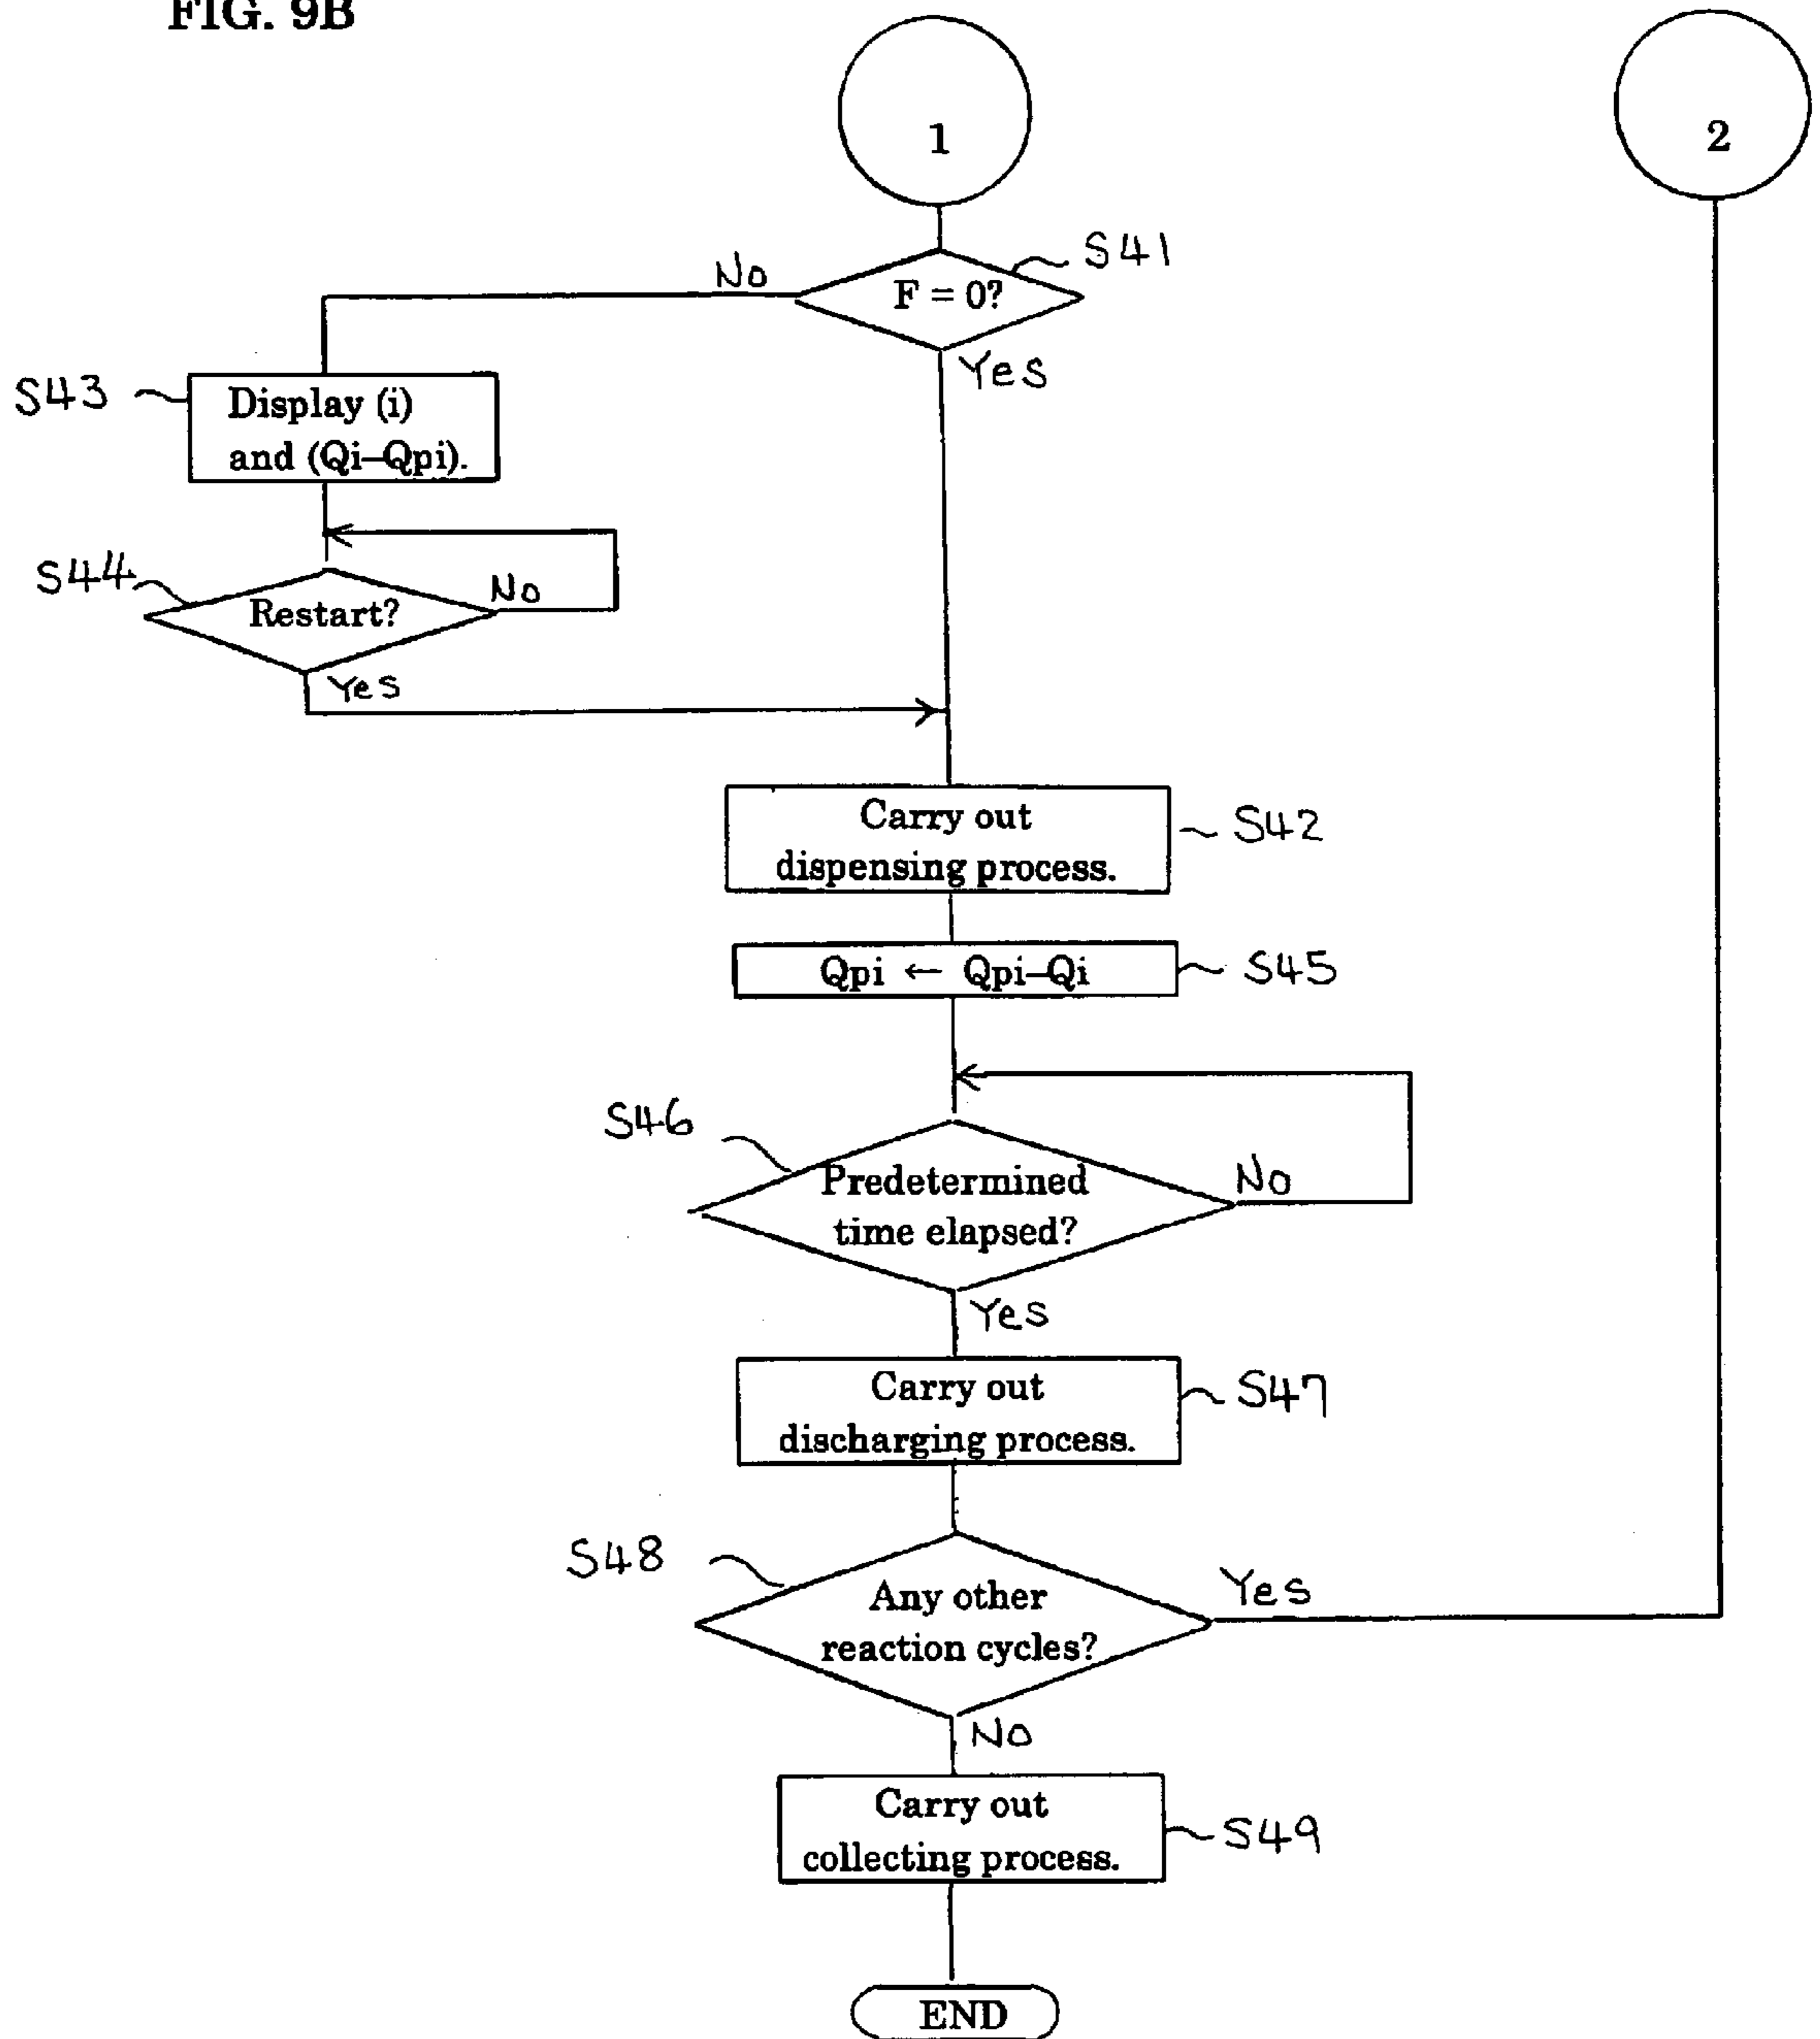 FIG. 9B
1
2
S41
F = 0?
No
Yes
S43
Display (i)
and (Qi–Qpi).
S44
Restart?
No
Yes
Carry out
dispensing process.
S42
Qpi ← Qpi–Qi
S45
S46
Predetermined
time elapsed?
No
Yes
Carry out
discharging process.
S47
S48
Any other
reaction cycles?
Yes
No
Carry out
collecting process.
S49
END